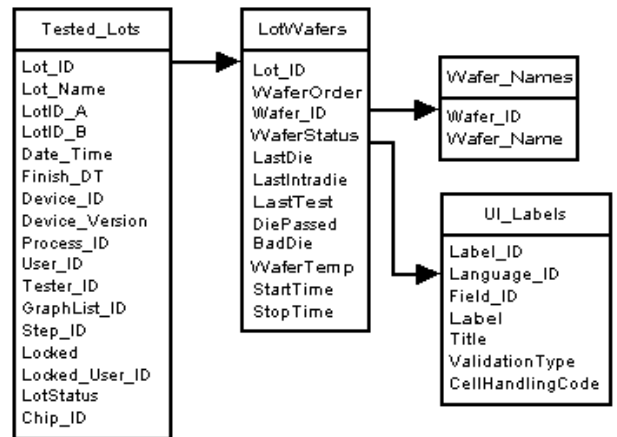 Tested_Lots
Lot_ID
Lot_Name
LotID_A
LotID_B
Date_Time
Finish_DT
Device_ID
Device_Version
Process_ID
User_ID
Tester_ID
GraphList_ID
Step_ID
Locked
Locked_User_ID
LotStatus
Chip_ID
LotWafers
Lot_ID
WaferOrder
Wafer_ID
WaferStatus
LastDie
LastIntradie
LastTest
DiePassed
BadDie
WaferTemp
StartTime
StopTime
Wafer_Names
Wafer_ID
Wafer_Name
UI_Labels
Label_ID
Language_ID
Field_ID
Label
Title
ValidationType
CellHandlingCode